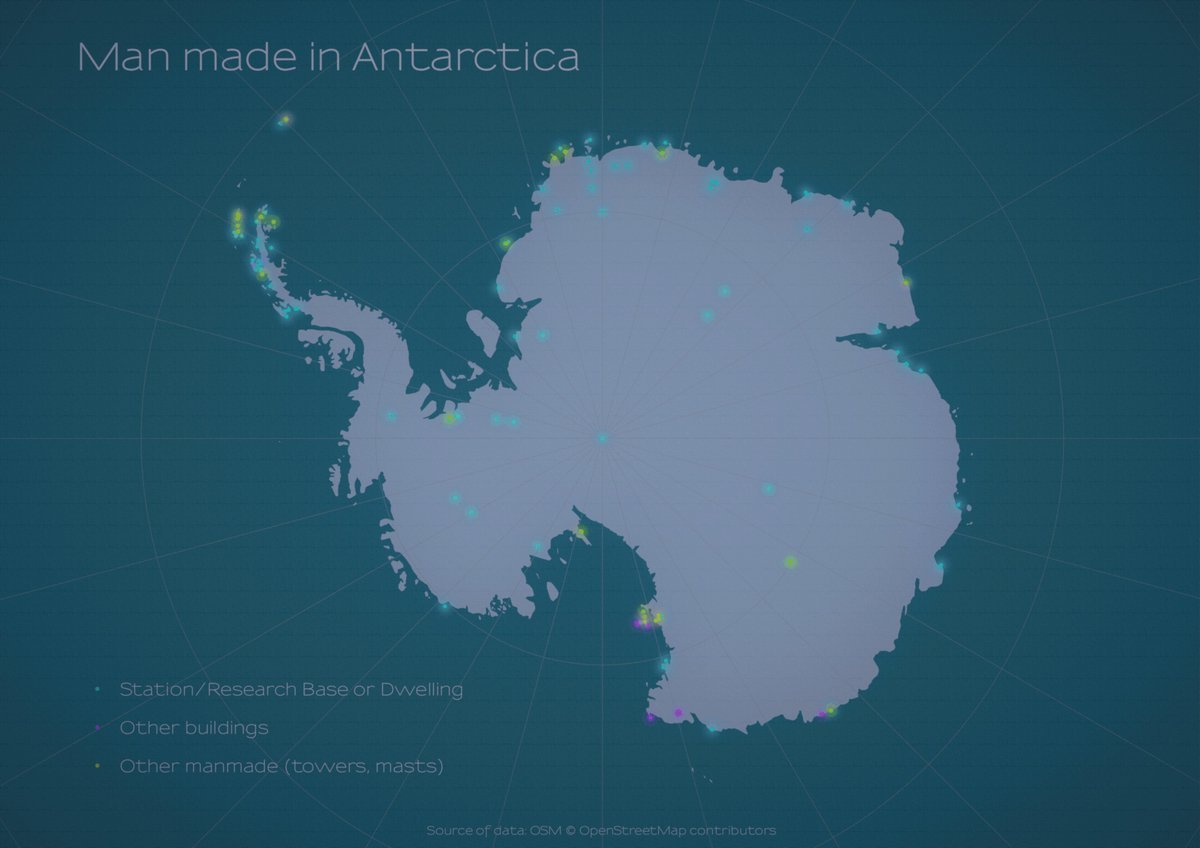 Man made in Antarctica
Station/Research Base or Dwelling
Other buildings
Other manmade (towers, masts)
Source of data: OSM © OpenStreetMap contributors